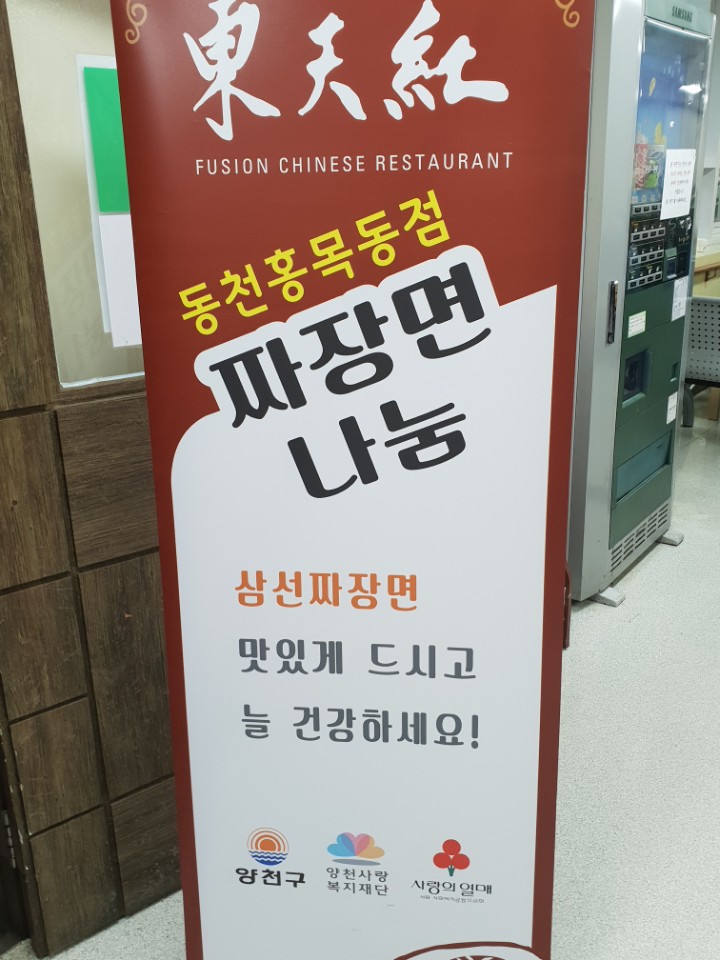 東天紅
FUSION CHINESE RESTAURANT
동천홍목동점
짜장면
나눔
삼선짜장면
맛있게 드시고
늘 건강하세요!
양천구
양천사랑
복지재단
사랑의열매
SAMSUNG